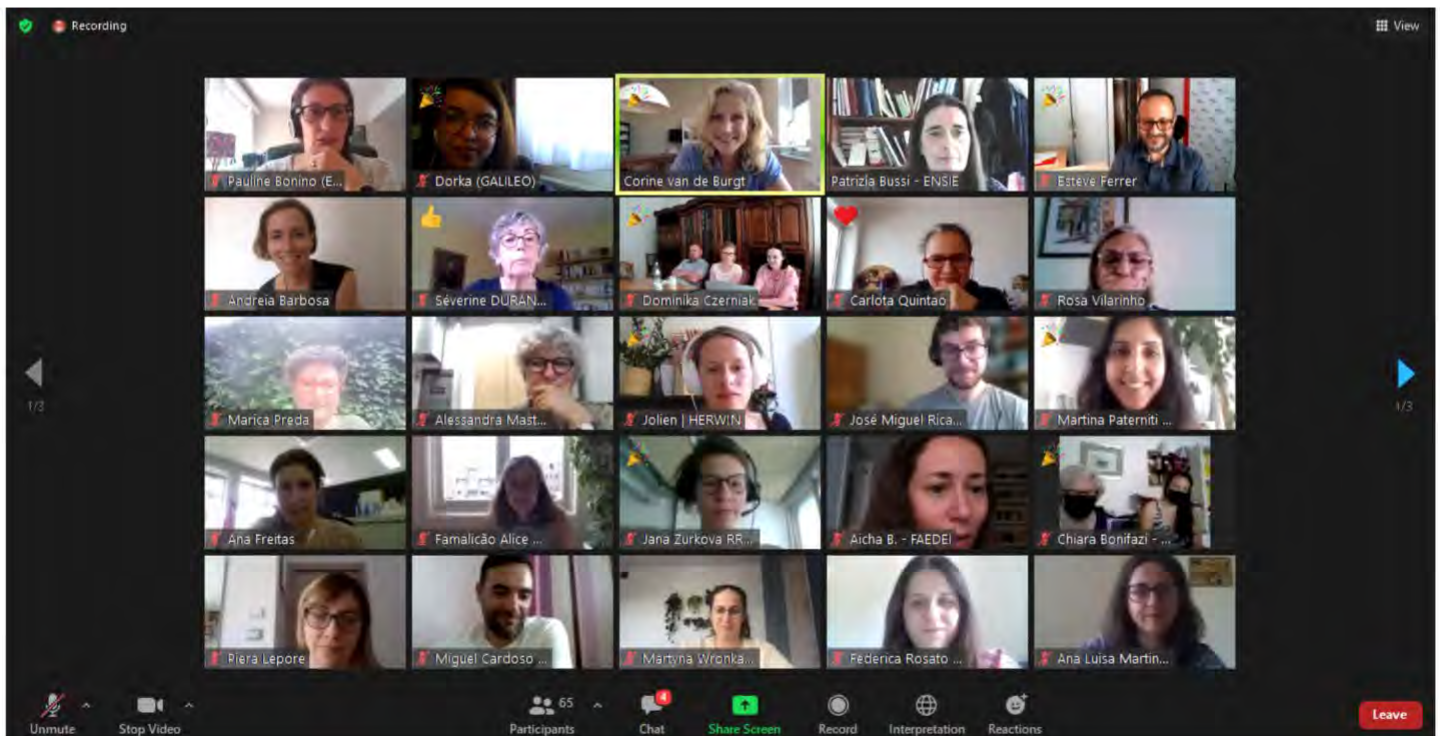 Recording
View
Pauline Bonino (E...
Dorka (GALILEO)
Corine van de Burgt
Patrizia Bussi - ENSIE
Esteve Ferrer
Andreia Barbosa
Séverine DURAN...
Dominika Czerniak
Carlota Quintao
Rosa Vilarinho
Marica Preda
Alessandra Mast...
Jolien | HERWIN
José Miguel Rica...
Martina Paterniti ...
1/3
1/3
Ana Freitas
Famalicão Alice ...
Jana Zurkova RR...
Aicha B. - FAEDEI
Chiara Bonifazi - ...
Piera Lepore
Miguel Cardoso ...
Martyna Wronka...
Federica Rosato ...
Ana Luisa Martin...
65
4
Unmute
Stop Video
Participants
Chat
Share Screen
Record
Interpretation
Reactions
Leave